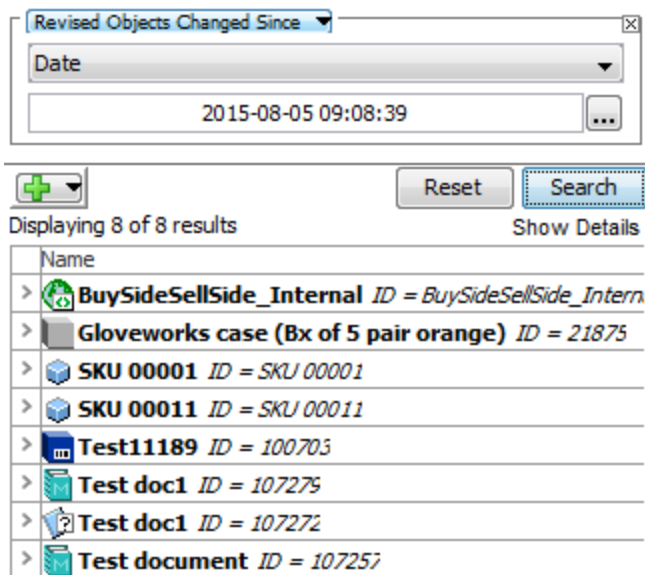 Revised Objects Changed Since
Date
2015-08-05 09:08:39
...
Reset
Search
Displaying 8 of 8 results
Show Details
Name
BuySideSellSide_Internal ID = BuySideSellSide_Intern
Gloveworks case (Bx of 5 pair orange) ID = 21875
SKU 00001 ID = SKU 00001
SKU 00011 ID = SKU 00011
Test11189 ID = 100703
Test doc1 ID = 107279
Test doc1 ID = 107272
Test document ID = 107257